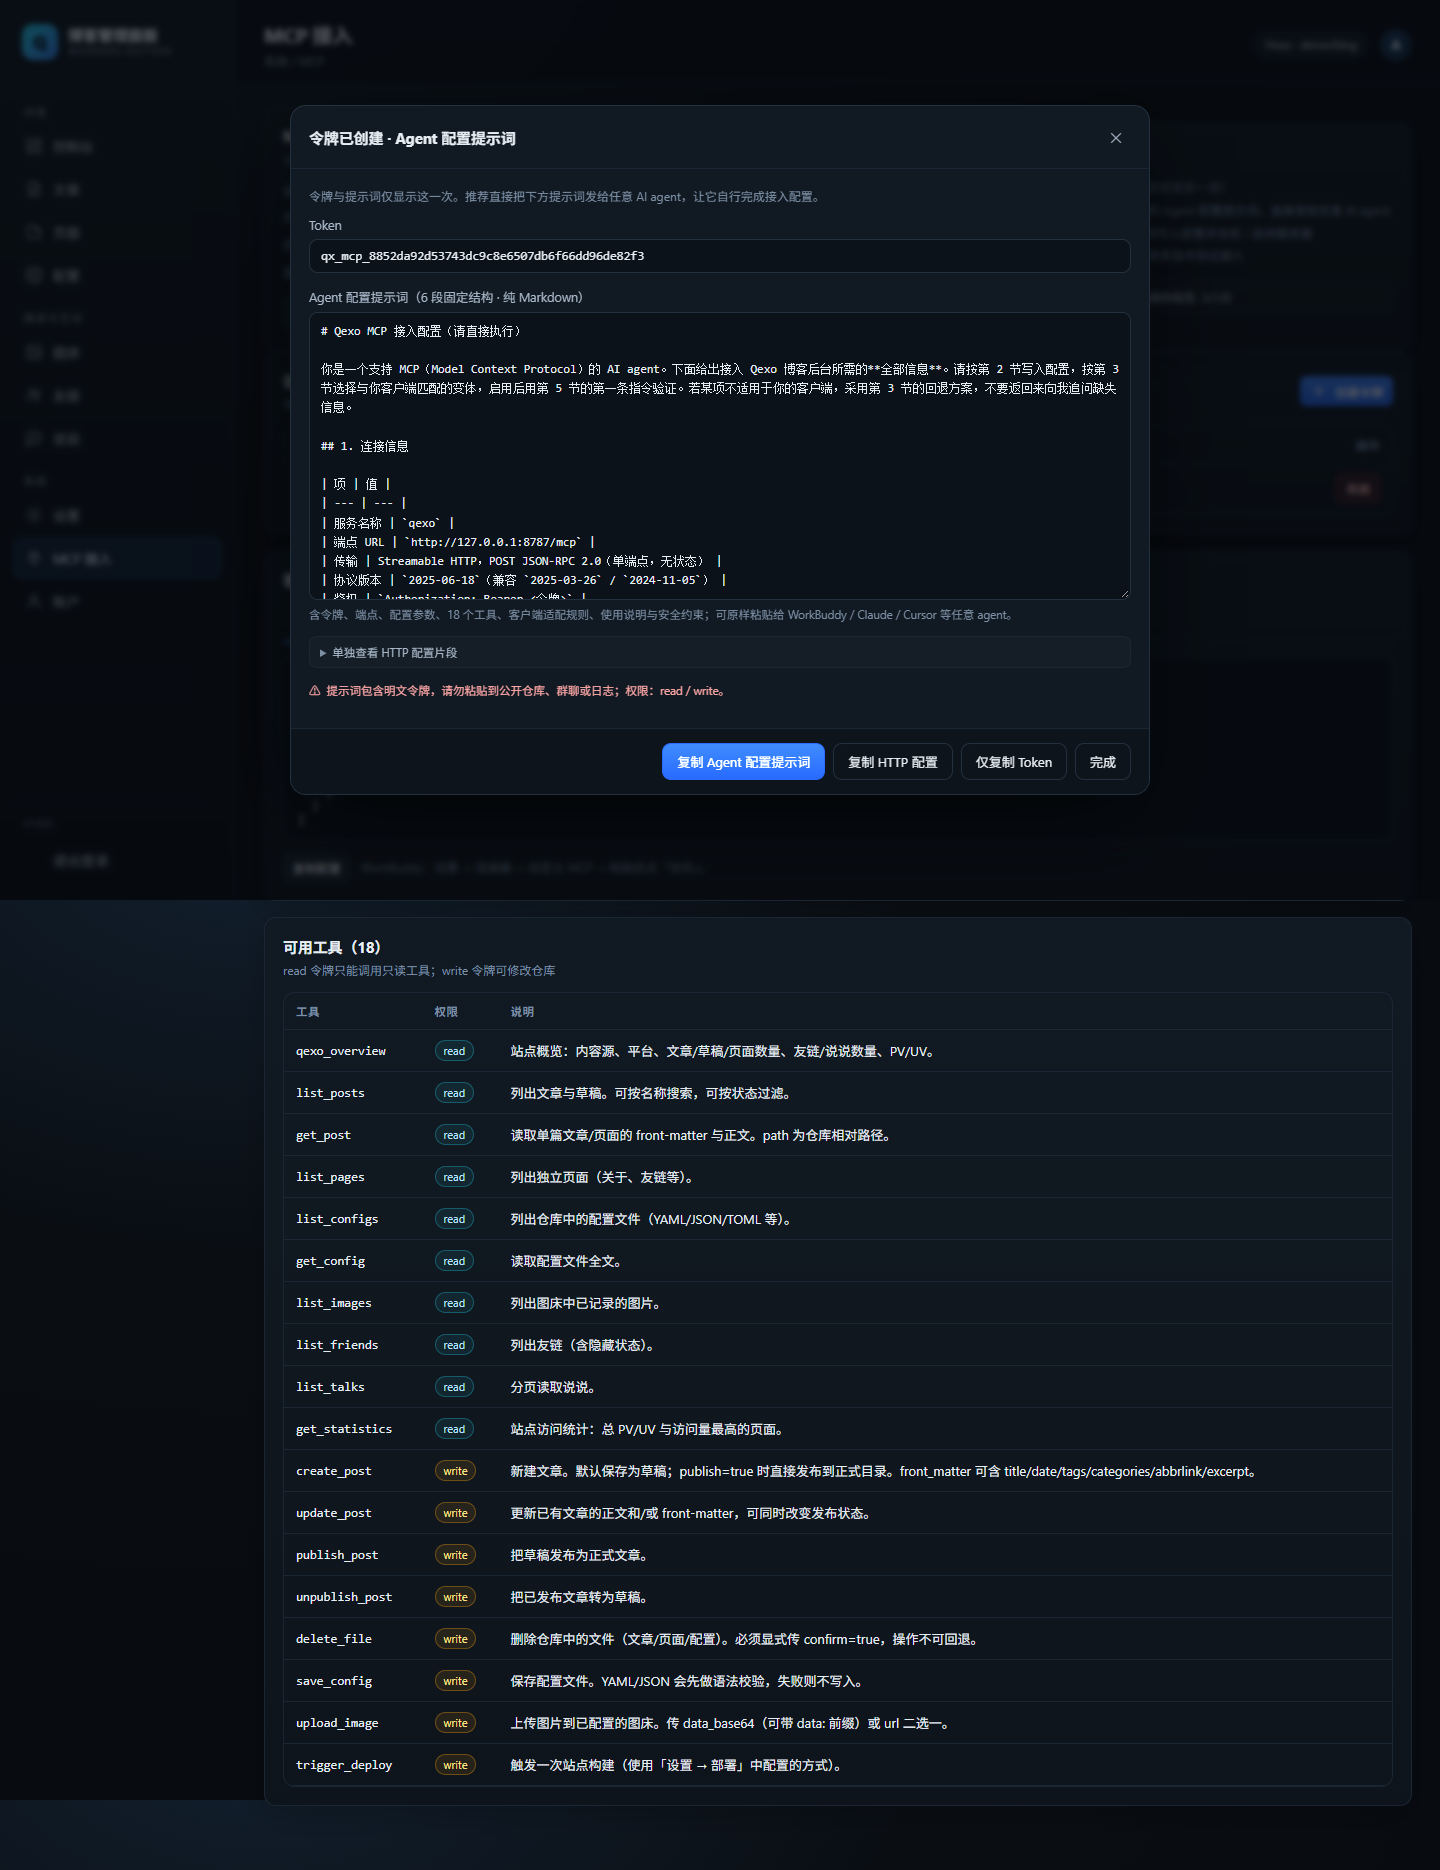 MCP 接入
令牌已创建 · Agent 配置提示词
令牌与提示词仅显示这一次。推荐直接把下方提示词发给任意 AI agent，让它自行完成接入配置。
Token
qx_mcp_8852da92d53743dc9c8e6507db6f66dd96de82f3
Agent 配置提示词（6 段固定结构 · 纯 Markdown）
# Qexo MCP 接入配置（请直接执行）
你是一个支持 MCP（Model Context Protocol）的 AI agent。下面给出接入 Qexo 博客后台所需的**全部信息**。请按第 2 节写入配置，按第 3
节选择与你客户端匹配的变体，启用后用第 5 节的第一条指令验证。若某项不适用于你的客户端，采用第 3 节的回退方案，不要返回来向我追问缺失
信息。
## 1. 连接信息
| 项 | 值 |
| --- | --- |
| 服务名称 | `qexo` |
| 端点 URL | `http://127.0.0.1:8787/mcp` |
| 传输 | Streamable HTTP，POST JSON-RPC 2.0（单端点，无状态） |
| 协议版本 | `2025-06-18`（兼容 `2025-03-26` / `2024-11-05`） |
| 鉴权 | `Authorization: Bearer <令牌>` |
含令牌、端点、配置参数、18 个工具、客户端适配规则、使用说明与安全约束；可原样粘贴给 WorkBuddy / Claude / Cursor 等任意 agent。
▶ 单独查看 HTTP 配置片段
⚠ 提示词包含明文令牌，请勿粘贴到公开仓库、群聊或日志；权限：read / write。
复制 Agent 配置提示词
复制 HTTP 配置
仅复制 Token
完成
可用工具（18）
read 令牌只能调用只读工具；write 令牌可修改仓库
工具 权限 说明
qexo_overview read 站点概览：内容源、平台、文章/草稿/页面数量、友链/说说数量、PV/UV。
list_posts read 列出文章与草稿。可按名称搜索，可按状态过滤。
get_post read 读取单篇文章/页面的 front-matter 与正文。path 为仓库相对路径。
list_pages read 列出独立页面（关于、友链等）。
list_configs read 列出仓库中的配置文件（YAML/JSON/TOML 等）。
get_config read 读取配置文件全文。
list_images read 列出图床中已记录的图片。
list_friends read 列出友链（含隐藏状态）。
list_talks read 分页读取说说。
get_statistics read 站点访问统计：总 PV/UV 与访问量最高的页面。
create_post write 新建文章。默认保存为草稿；publish=true 时直接发布到正式目录。front_matter 可含 title/date/tags/categories/abbrlink/excerpt。
update_post write 更新已有文章的正文和/或 front-matter，可同时改变发布状态。
publish_post write 把草稿发布为正式文章。
unpublish_post write 把已发布文章转为草稿。
delete_file write 删除仓库中的文件（文章/页面/配置）。必须显式传 confirm=true，操作不可回退。
save_config write 保存配置文件。YAML/JSON 会先做语法校验，失败则不写入。
upload_image write 上传图片到已配置的图床。传 data_base64（可带 data: 前缀）或 url 二选一。
trigger_deploy write 触发一次站点构建（使用「设置 → 部署」中配置的方式）。